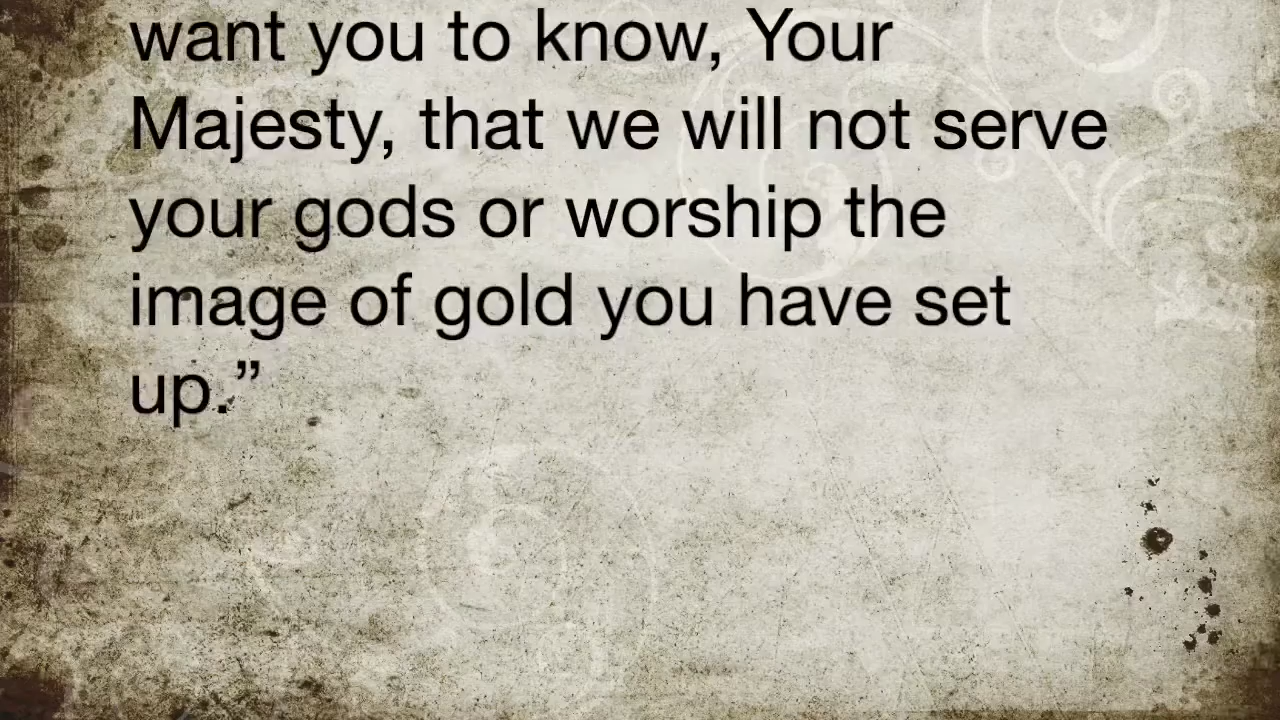 want you to know, Your
Majesty, that we will not serve
your gods or worship the
image of gold you have set
up.”